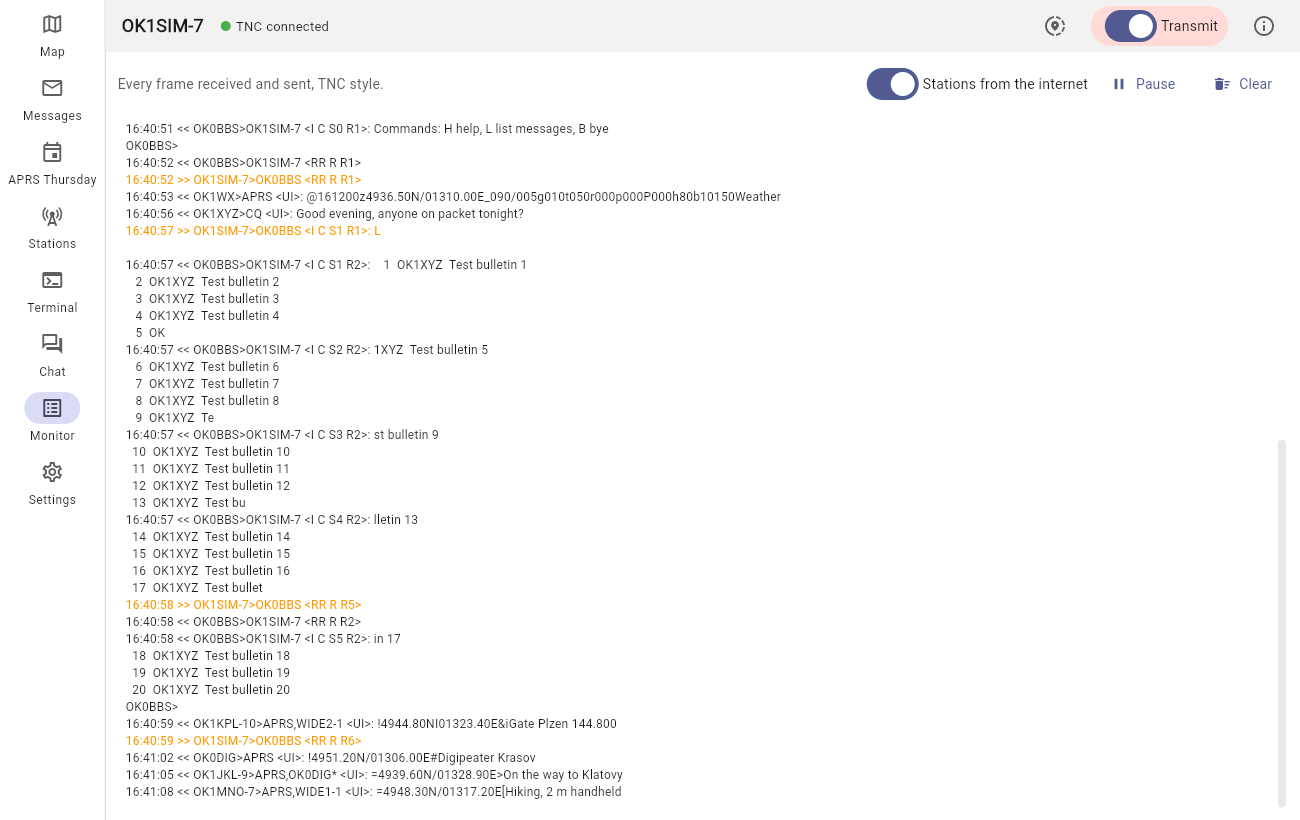 OK1SIM-7
TNC connected
Transmit
Map
Messages
APRS Thursday
Stations
Terminal
Chat
Monitor
Settings
Every frame received and sent, TNC style.
Stations from the internet
Pause
Clear
16:40:51 << OK0BBS>OK1SIM-7 <I C S0 R1>: Commands: H help, L list messages, B bye
OK0BBS>
16:40:52 << OK0BBS>OK1SIM-7 <RR R R1>
16:40:52 >> OK1SIM-7>OK0BBS <RR R R1>
16:40:53 << OK1WX>APRS <UI>: @161200z4936.50N/01310.00E_090/005g010t050r000p000P000h80b10150Weather
16:40:56 << OK1XYZ>CQ <UI>: Good evening, anyone on packet tonight?
16:40:57 >> OK1SIM-7>OK0BBS <I C S1 R1>: L
16:40:57 << OK0BBS>OK1SIM-7 <I C S1 R2>:    1  OK1XYZ  Test bulletin 1
2  OK1XYZ  Test bulletin 2
3  OK1XYZ  Test bulletin 3
4  OK1XYZ  Test bulletin 4
5  OK
16:40:57 << OK0BBS>OK1SIM-7 <I C S2 R2>: 1XYZ  Test bulletin 5
6  OK1XYZ  Test bulletin 6
7  OK1XYZ  Test bulletin 7
8  OK1XYZ  Test bulletin 8
9  OK1XYZ  Te
16:40:57 << OK0BBS>OK1SIM-7 <I C S3 R2>: st bulletin 9
10  OK1XYZ  Test bulletin 10
11  OK1XYZ  Test bulletin 11
12  OK1XYZ  Test bulletin 12
13  OK1XYZ  Test bu
16:40:57 << OK0BBS>OK1SIM-7 <I C S4 R2>: lletin 13
14  OK1XYZ  Test bulletin 14
15  OK1XYZ  Test bulletin 15
16  OK1XYZ  Test bulletin 16
17  OK1XYZ  Test bullet
16:40:58 >> OK1SIM-7>OK0BBS <RR R R5>
16:40:58 << OK0BBS>OK1SIM-7 <RR R R2>
16:40:58 << OK0BBS>OK1SIM-7 <I C S5 R2>: in 17
18  OK1XYZ  Test bulletin 18
19  OK1XYZ  Test bulletin 19
20  OK1XYZ  Test bulletin 20
OK0BBS>
16:40:59 << OK1KPL-10>APRS,WIDE2-1 <UI>: !4944.80NI01323.40E&iGate Plzen 144.800
16:40:59 >> OK1SIM-7>OK0BBS <RR R R6>
16:41:02 << OK0DIG>APRS <UI>: !4951.20N/01306.00E#Digipeater Krasov
16:41:05 << OK1JKL-9>APRS,OK0DIG* <UI>: =4939.60N/01328.90E>On the way to Klatovy
16:41:08 << OK1MNO-7>APRS,WIDE1-1 <UI>: =4948.30N/01317.20E[Hiking, 2 m handheld